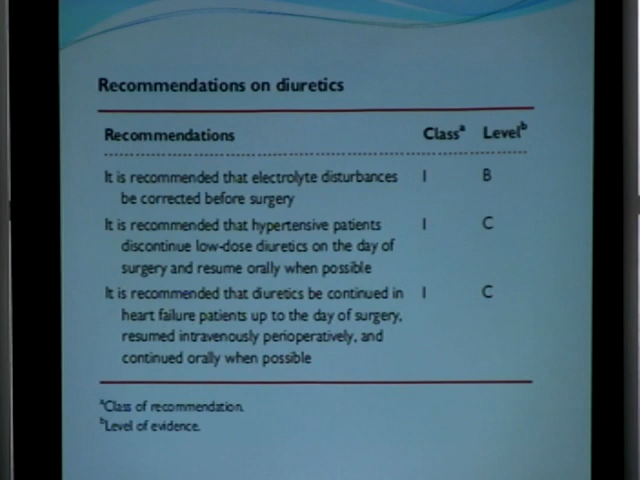 Recommendations on diuretics
Recommendations Classᵃ Levelᵇ
It is recommended that electrolyte disturbances I B
be corrected before surgery
It is recommended that hypertensive patients I C
discontinue low-dose diuretics on the day of
surgery and resume orally when possible
It is recommended that diuretics be continued in I C
heart failure patients up to the day of surgery,
resumed intravenously perioperatively, and
continued orally when possible
ᵃClass of recommendation.
ᵇLevel of evidence.